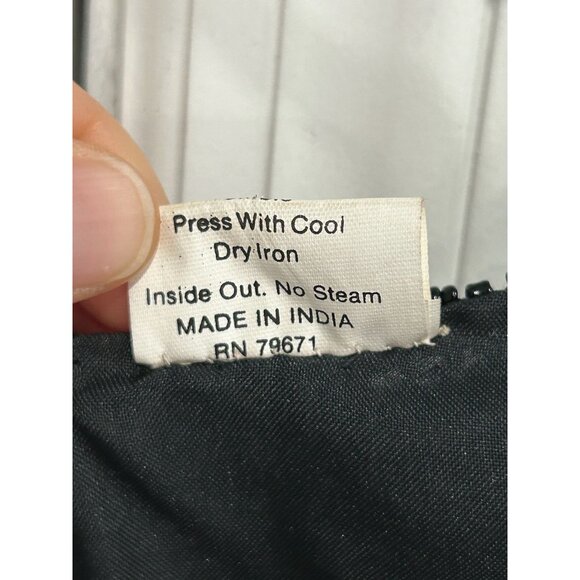 Press With Cool
Dry Iron
Inside Out. No Steam
MADE IN INDIA
RN 79671